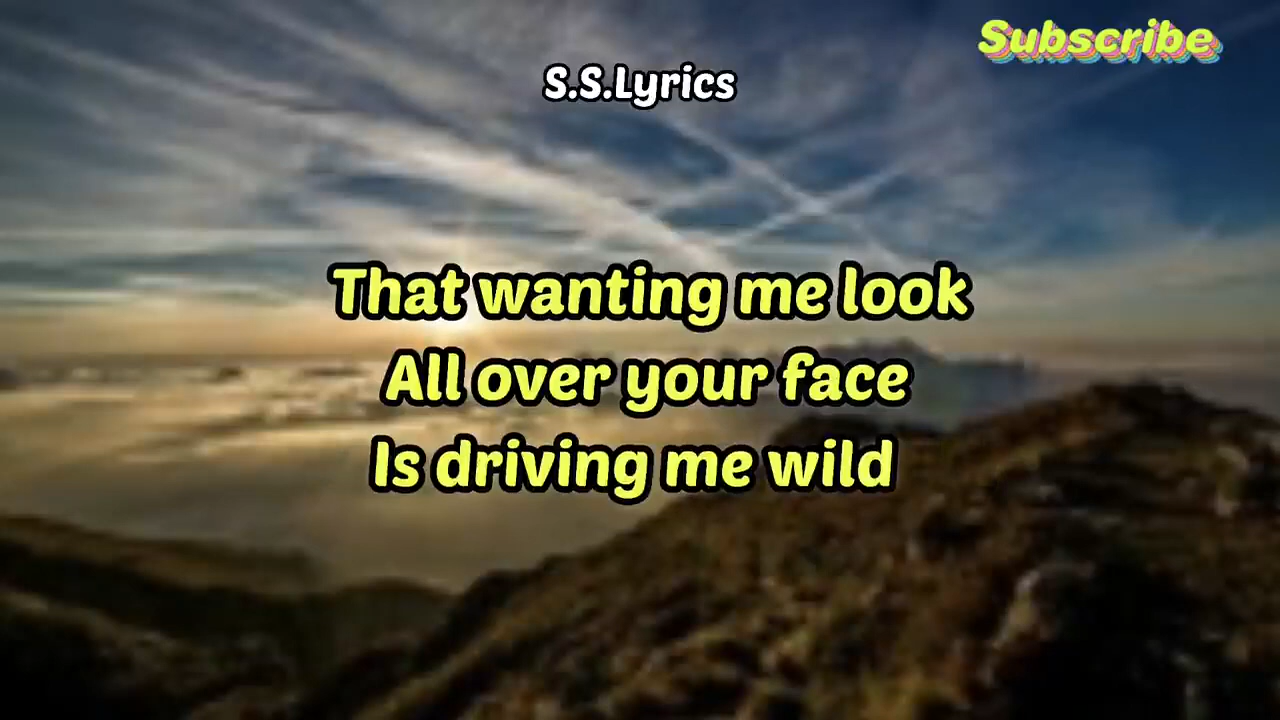 Subscribe
S.S.Lyrics
That wanting me look
All over your face
Is driving me wild